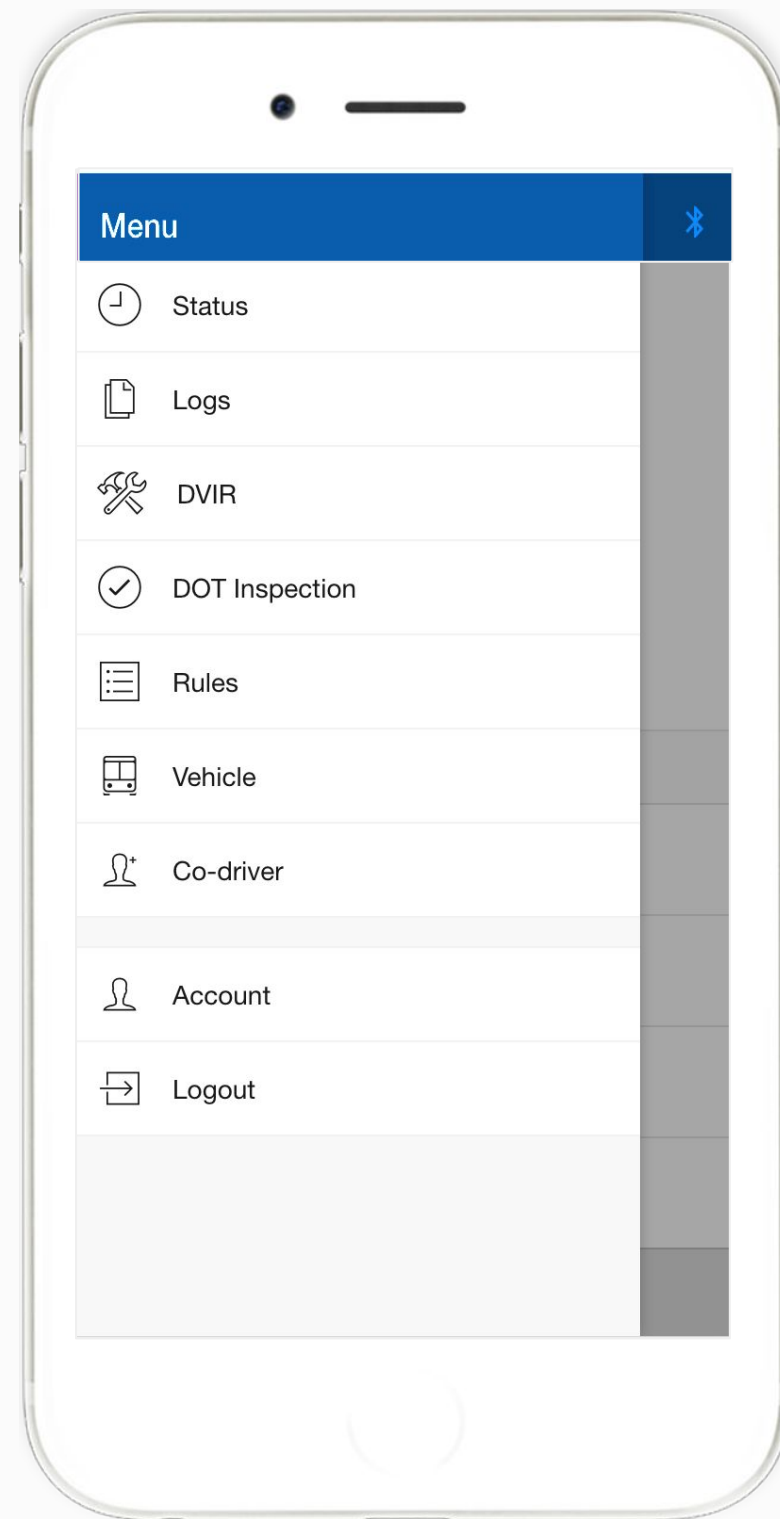 Menu
Status
Logs
DVIR
DOT Inspection
Rules
Vehicle
Co-driver
Account
Logout